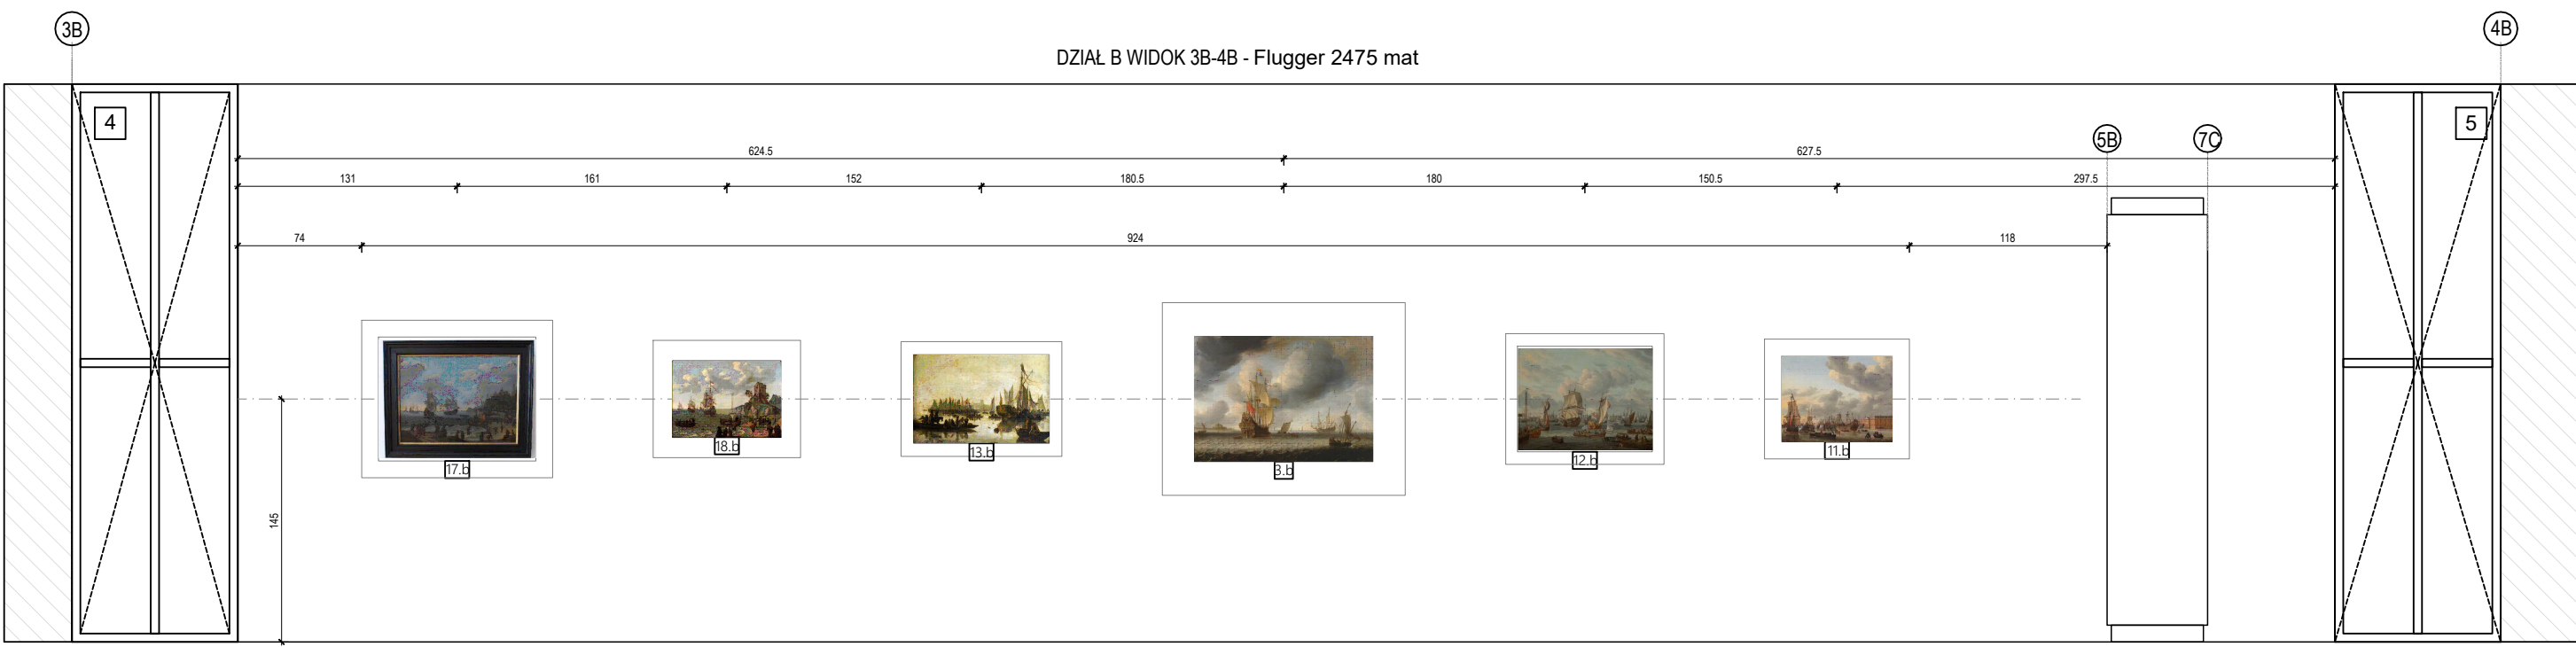 3B
4B
DZIAŁ B WIDOK 3B-4B - Flugger 2475 mat
4
5
5B
7C
624.5
627.5
131
161
152
180.5
180
150.5
297.5
74
924
118
17.b
18.b
13.b
3.b
12.b
11.b
145